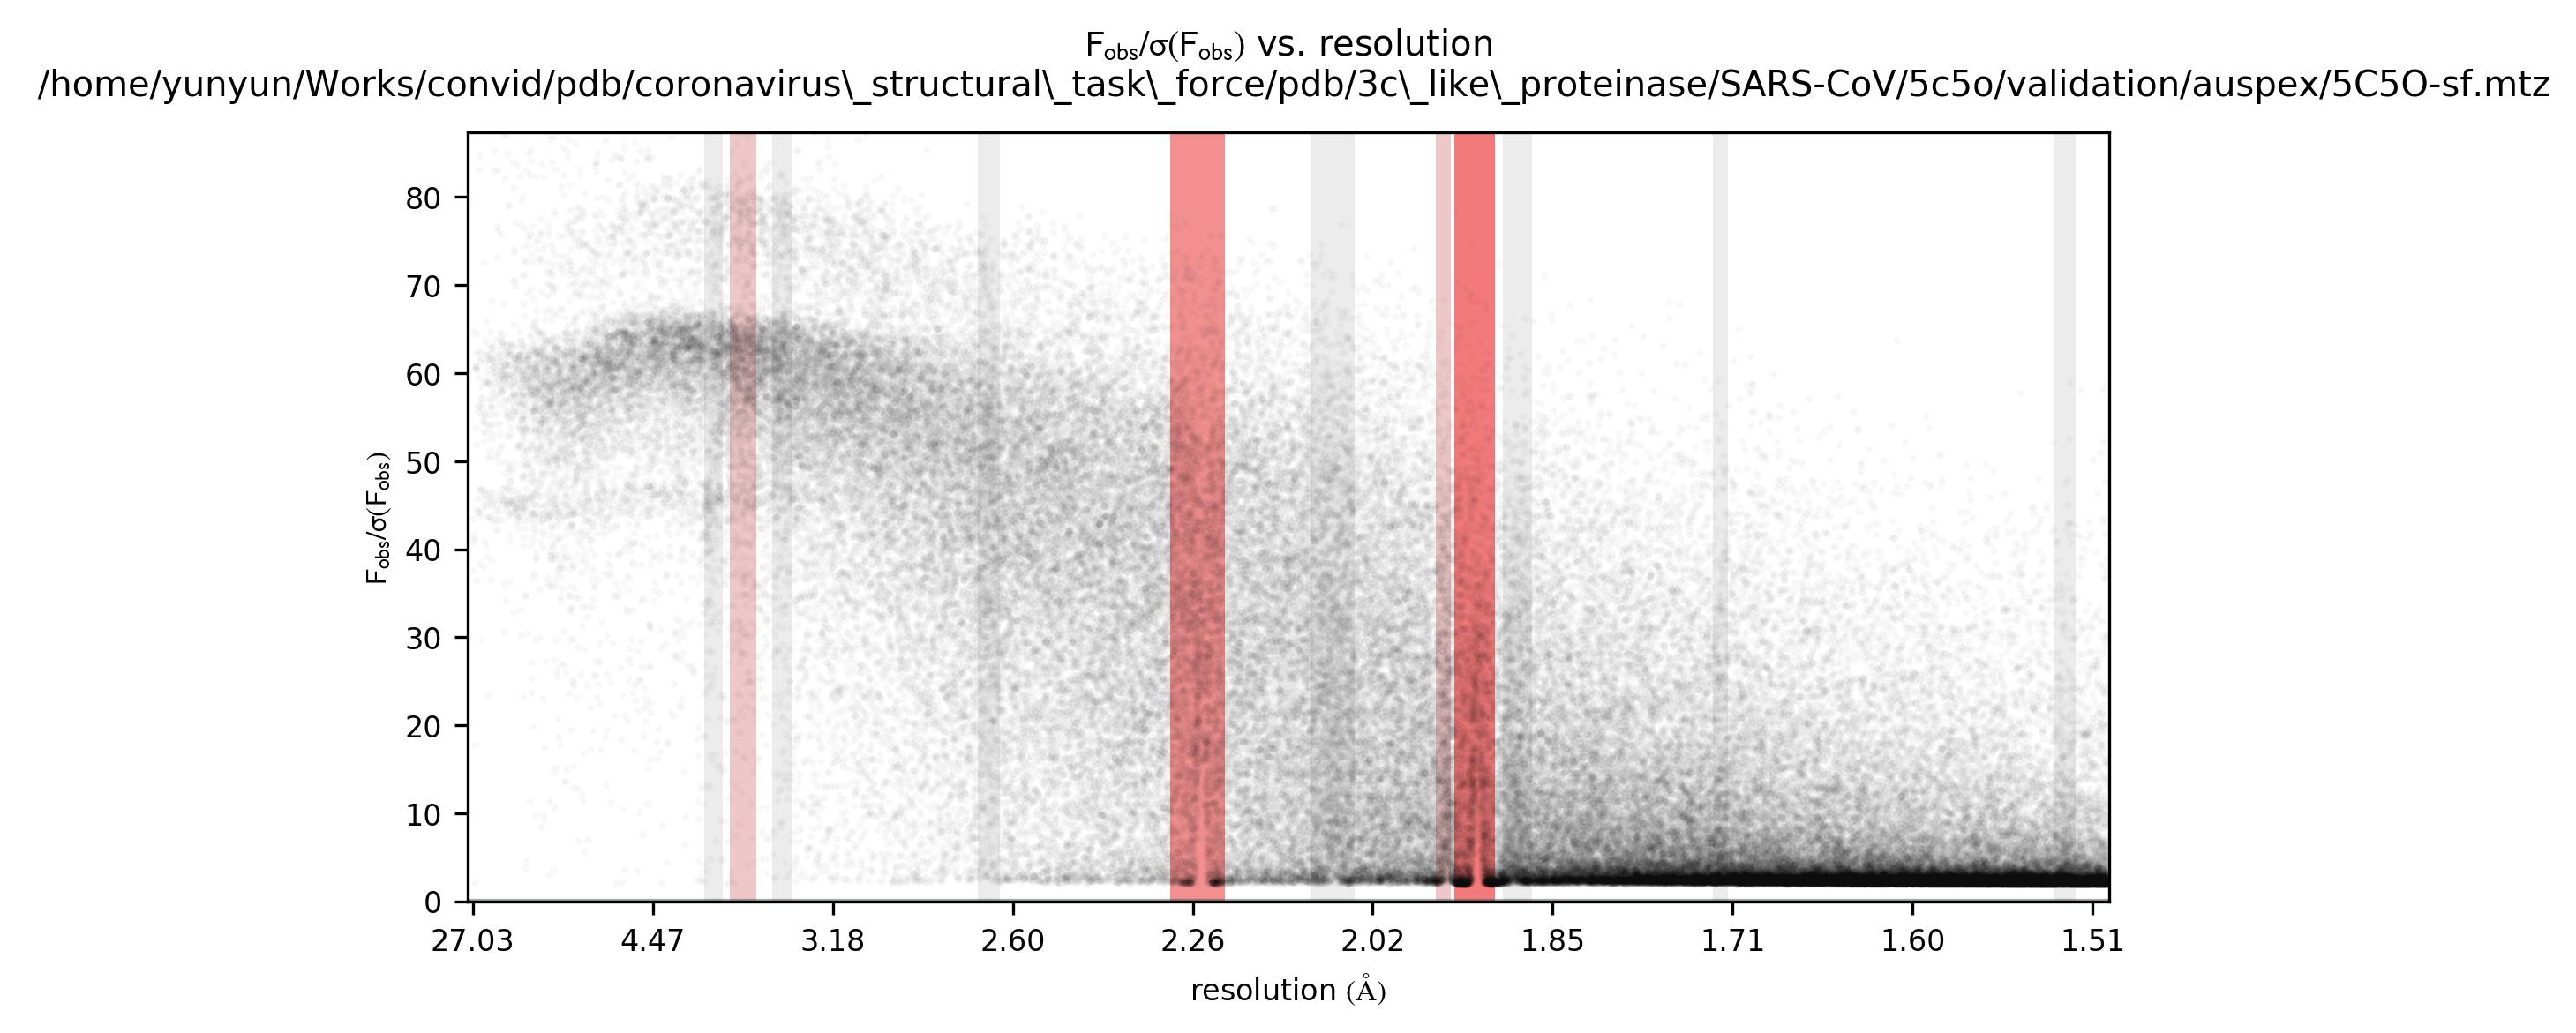 Fobs/σ(Fobs) vs. resolution
/home/yunyun/Works/convid/pdb/coronavirus\_structural\_task\_force/pdb/3c\_like\_proteinase/SARS-CoV/5c5o/validation/auspex/5C5O-sf.mtz
Fobs/σ(Fobs)
80
70
60
50
40
30
20
10
0
27.03 4.47 3.18 2.60 2.26 2.02 1.85 1.71 1.60 1.51
resolution (Å)